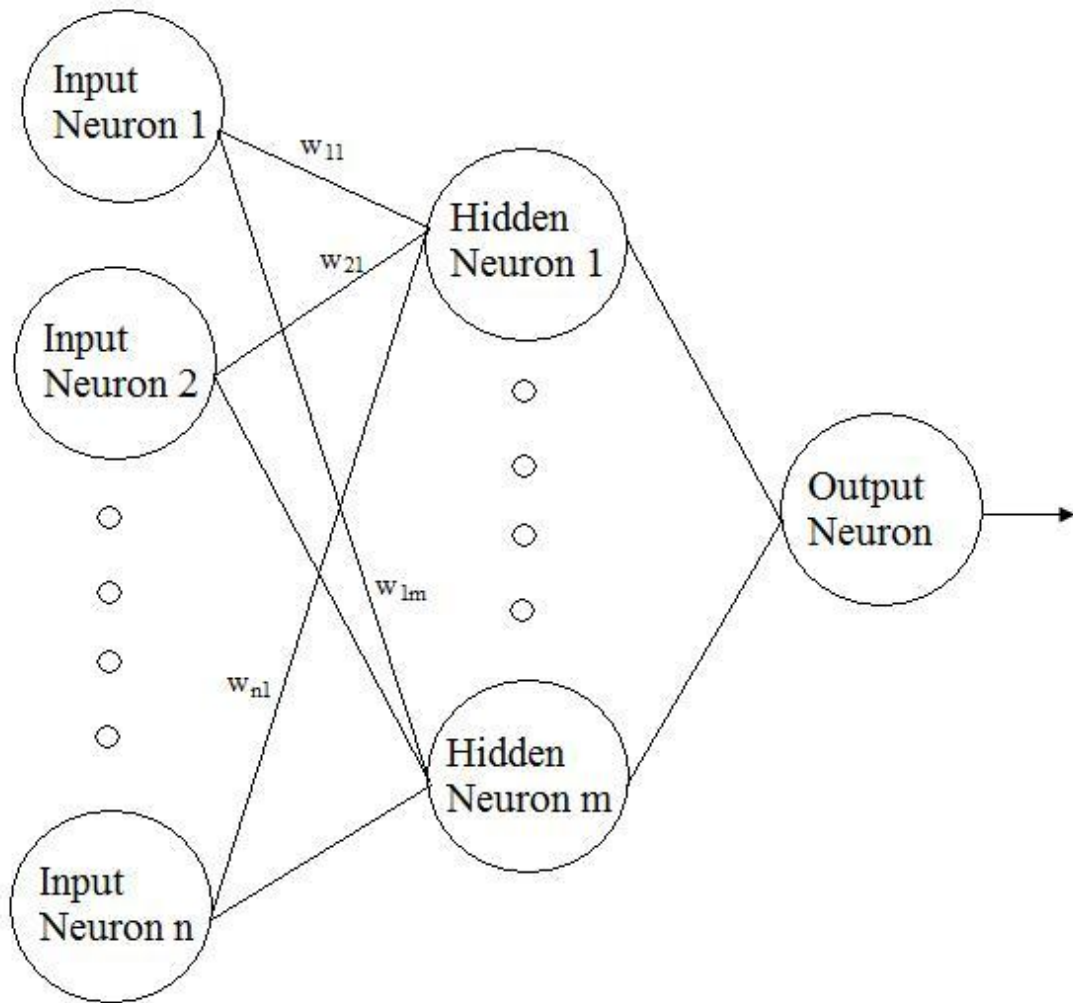 Input
Neuron 1
w11
Hidden
Neuron 1
w21
Input
Neuron 2
Output
Neuron
w1m
wn1
Hidden
Neuron m
Input
Neuron n